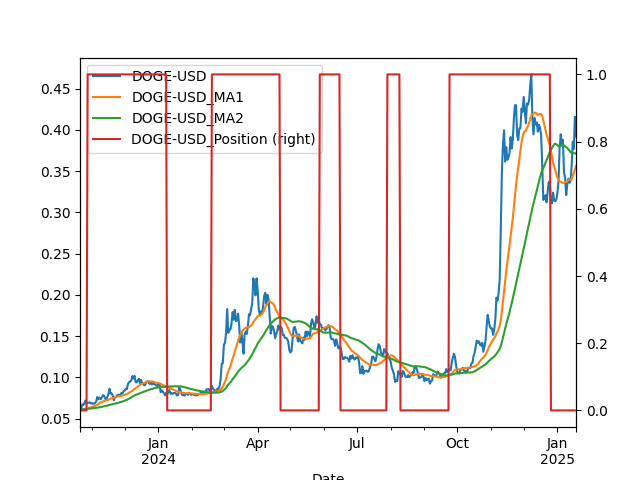 DOGE-USD
DOGE-USD_MA1
DOGE-USD_MA2
DOGE-USD_Position (right)
0.45
0.40
0.35
0.30
0.25
0.20
0.15
0.10
0.05
1.0
0.8
0.6
0.4
0.2
0.0
Jan
2024
Apr
Jul
Oct
Jan
2025
Date